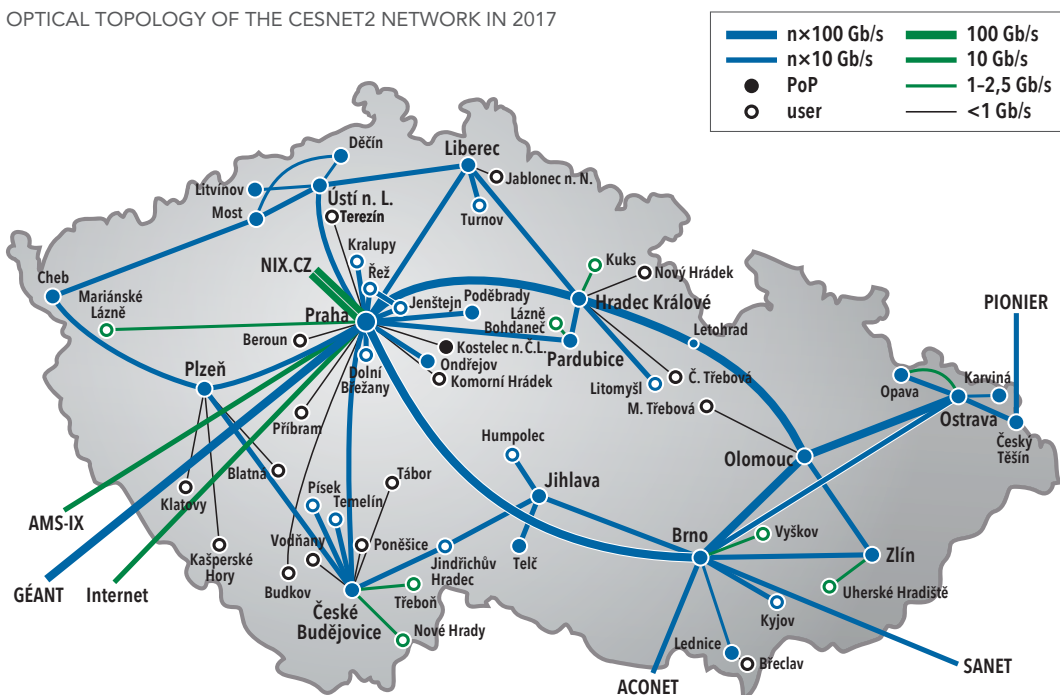 OPTICAL TOPOLOGY OF THE CESNET2 NETWORK IN 2017
n×100 Gb/s
100 Gb/s
n×10 Gb/s
10 Gb/s
PoP
1–2,5 Gb/s
user
<1 Gb/s
Děčín
Liberec
Litvínov
Jablonec n. N.
Ústí n. L.
Most
Terezín
Turnov
Kralupy
Kuks
NIX.CZ
Řež
Nový Hrádek
Cheb
Mariánské
Lázně
Jenštejn
Poděbrady
Hradec Králové
PIONIER
Praha
Lázně
Bohdaneč
Letohrad
Beroun
Kostelec n.Č.L.
Pardubice
Plzeň
Ondřejov
Dolní
Břežany
Komorní Hrádek
Litomyšl
Č. Třebová
Opava
Karviná
M. Třebová
Ostrava
Příbram
Český
Těšín
Humpolec
Olomouc
Blatná
Tábor
Jihlava
Klatovy
Písek
Temelín
AMS-IX
Vodňany
Poněšice
Brno
Vyškov
Kašperské
Hory
Jindřichův
Hradec
Telč
Zlín
GÉANT
Internet
Budkov
Třeboň
Uherské Hradiště
České
Budějovice
Nové Hrady
Kyjov
Lednice
Břeclav
SANET
ACONET